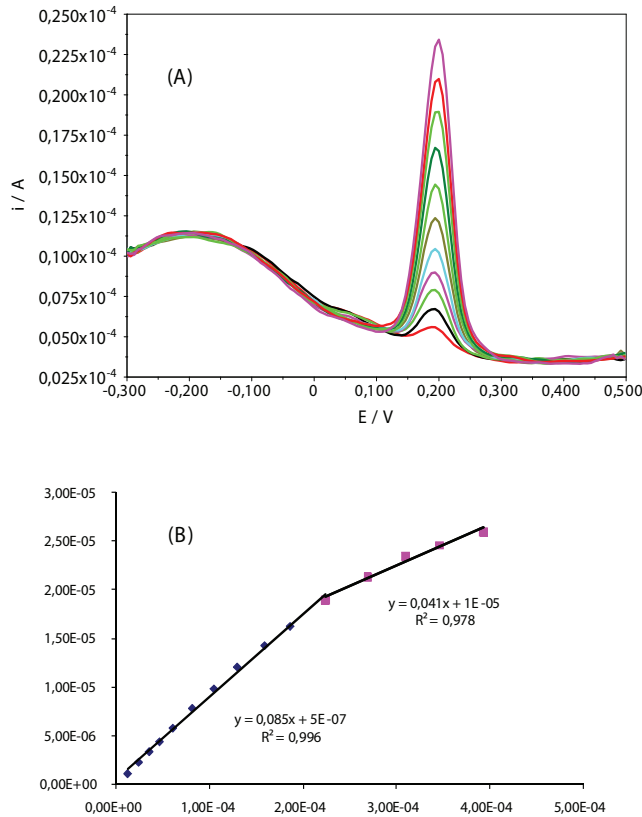 0,250x10-4
0,225x10-4
0,200x10-4
0,175x10-4
0,150x10-4
0,125x10-4
0,100x10-4
0,075x10-4
0,050x10-4
0,025x10-4
i / A
(A)
-0,300 -0,100 0 0,100 0,200 0,300 0,400 0,500
E / V
3,00E-05
2,50E-05
2,00E-05
1,50E-05
1,00E-05
5,00E-06
0,00E+00
(B)
y = 0,041x + 1E-05
R² = 0,978
y = 0,085x + 5E-07
R² = 0,996
0,00E+00 1,00E-04 2,00E-04 3,00E-04 4,00E-04 5,00E-04